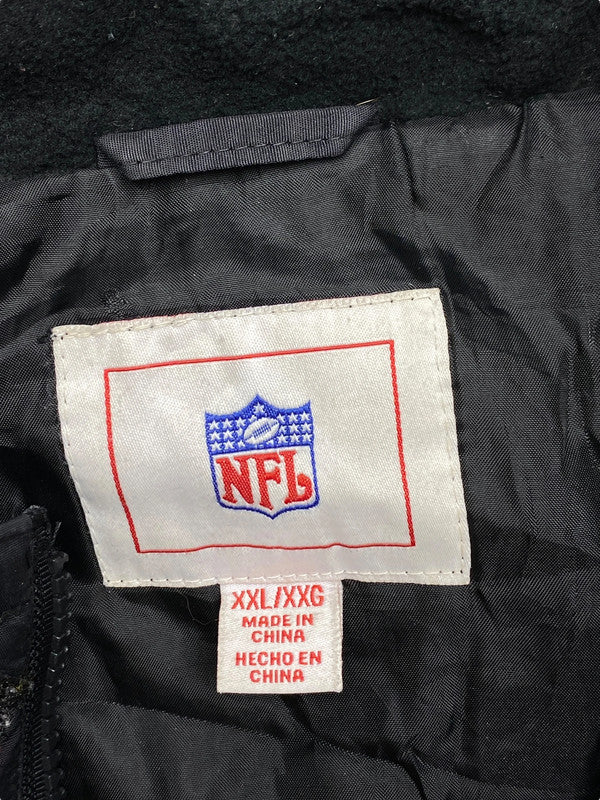 NFL
XXL/XXG
MADE IN
CHINA
HECHO EN
CHINA